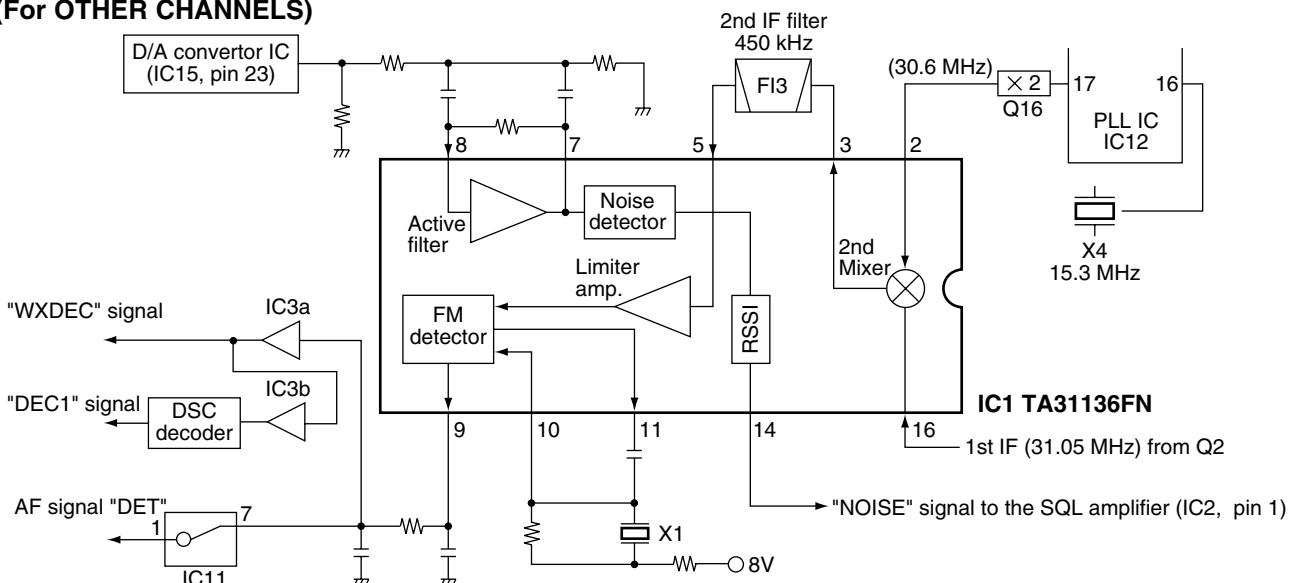 (For OTHER CHANNELS)
D/A convertor IC
(IC15, pin 23)
2nd IF filter
450 kHz
FI3
(30.6 MHz)
× 2
Q16
17
16
PLL IC
IC12
X4
15.3 MHz
8
7
5
3
2
Active
filter
Noise
detector
2nd
Mixer
Limiter
amp.
FM
detector
RSSI
"WXDEC" signal
IC3a
"DEC1" signal
DSC
decoder
IC3b
IC1 TA31136FN
9
10
11
14
16
1st IF (31.05 MHz) from Q2
AF signal "DET"
1
7
IC11
X1
8V
"NOISE" signal to the SQL amplifier (IC2, pin 1)